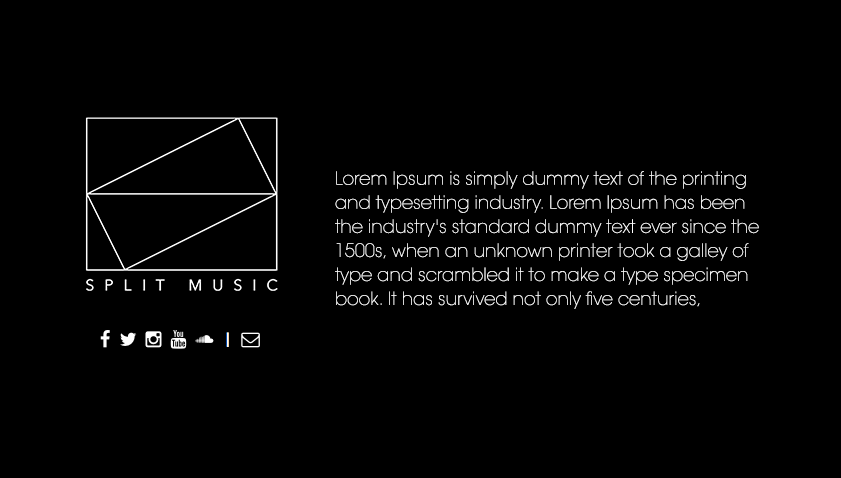 SPLIT MUSIC
You
Tube
Lorem Ipsum is simply dummy text of the printing
and typesetting industry. Lorem Ipsum has been
the industry's standard dummy text ever since the
1500s, when an unknown printer took a galley of
type and scrambled it to make a type specimen
book. It has survived not only five centuries,